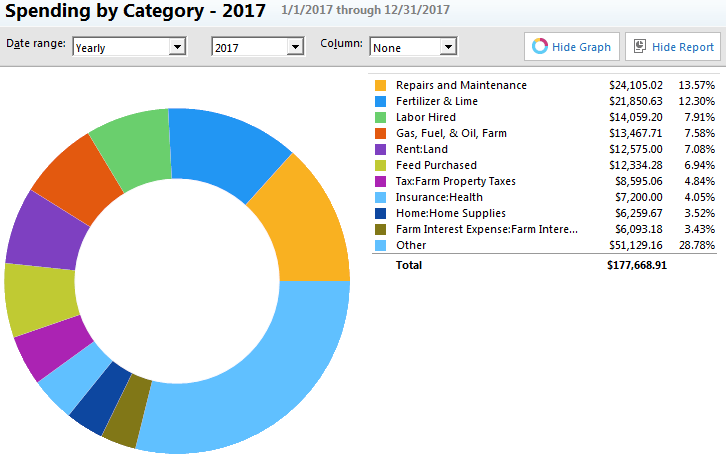 Spending by Category - 2017 1/1/2017 through 12/31/2017
Date range: Yearly 2017 Column: None Hide Graph Hide Report
Repairs and Maintenance $24,105.02 13.57%
Fertilizer & Lime $21,850.63 12.30%
Labor Hired $14,059.20 7.91%
Gas, Fuel, & Oil, Farm $13,467.71 7.58%
Rent:Land $12,575.00 7.08%
Feed Purchased $12,334.28 6.94%
Tax:Farm Property Taxes $8,595.06 4.84%
Insurance:Health $7,200.00 4.05%
Home:Home Supplies $6,259.67 3.52%
Farm Interest Expense:Farm Intere... $6,093.18 3.43%
Other $51,129.16 28.78%
Total $177,668.91